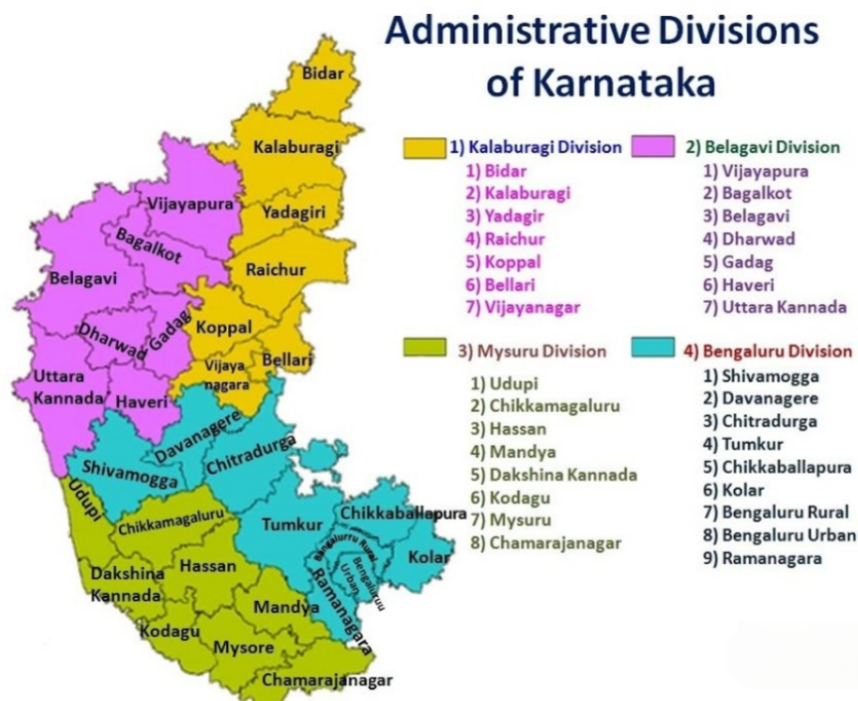 Administrative Divisions
of Karnataka
1) Kalaburagi Division
1) Bidar
2) Kalaburagi
3) Yadagir
4) Raichur
5) Koppal
6) Bellari
7) Vijayanagar
2) Belagavi Division
1) Vijayapura
2) Bagalkot
3) Belagavi
4) Dharwad
5) Gadag
6) Haveri
7) Uttara Kannada
3) Mysuru Division
1) Udupi
2) Chikkamagaluru
3) Hassan
4) Mandya
5) Dakshina Kannada
6) Kodagu
7) Mysuru
8) Chamarajanagar
4) Bengaluru Division
1) Shivamogga
2) Davanagere
3) Chitradurga
4) Tumkur
5) Chikkaballapura
6) Kolar
7) Bengaluru Rural
8) Bengaluru Urban
9) Ramanagara
Bidar
Kalaburagi
Vijayapura
Yadagiri
Bagalkot
Belagavi
Raichur
Koppal
Gadag
Dharwad
Vijaya
nagara
Bellari
Uttara
Kannada
Haveri
Davanagere
Chitradurga
Shivamogga
Udupi
Chikkamagaluru
Tumkur
Chikkaballapura
Bengalurru Rural
Bengaluruu
Urban
Kolar
Ramanagara
Hassan
Dakshina
Kannada
Mandya
Kodagu
Mysore
Chamarajanagar